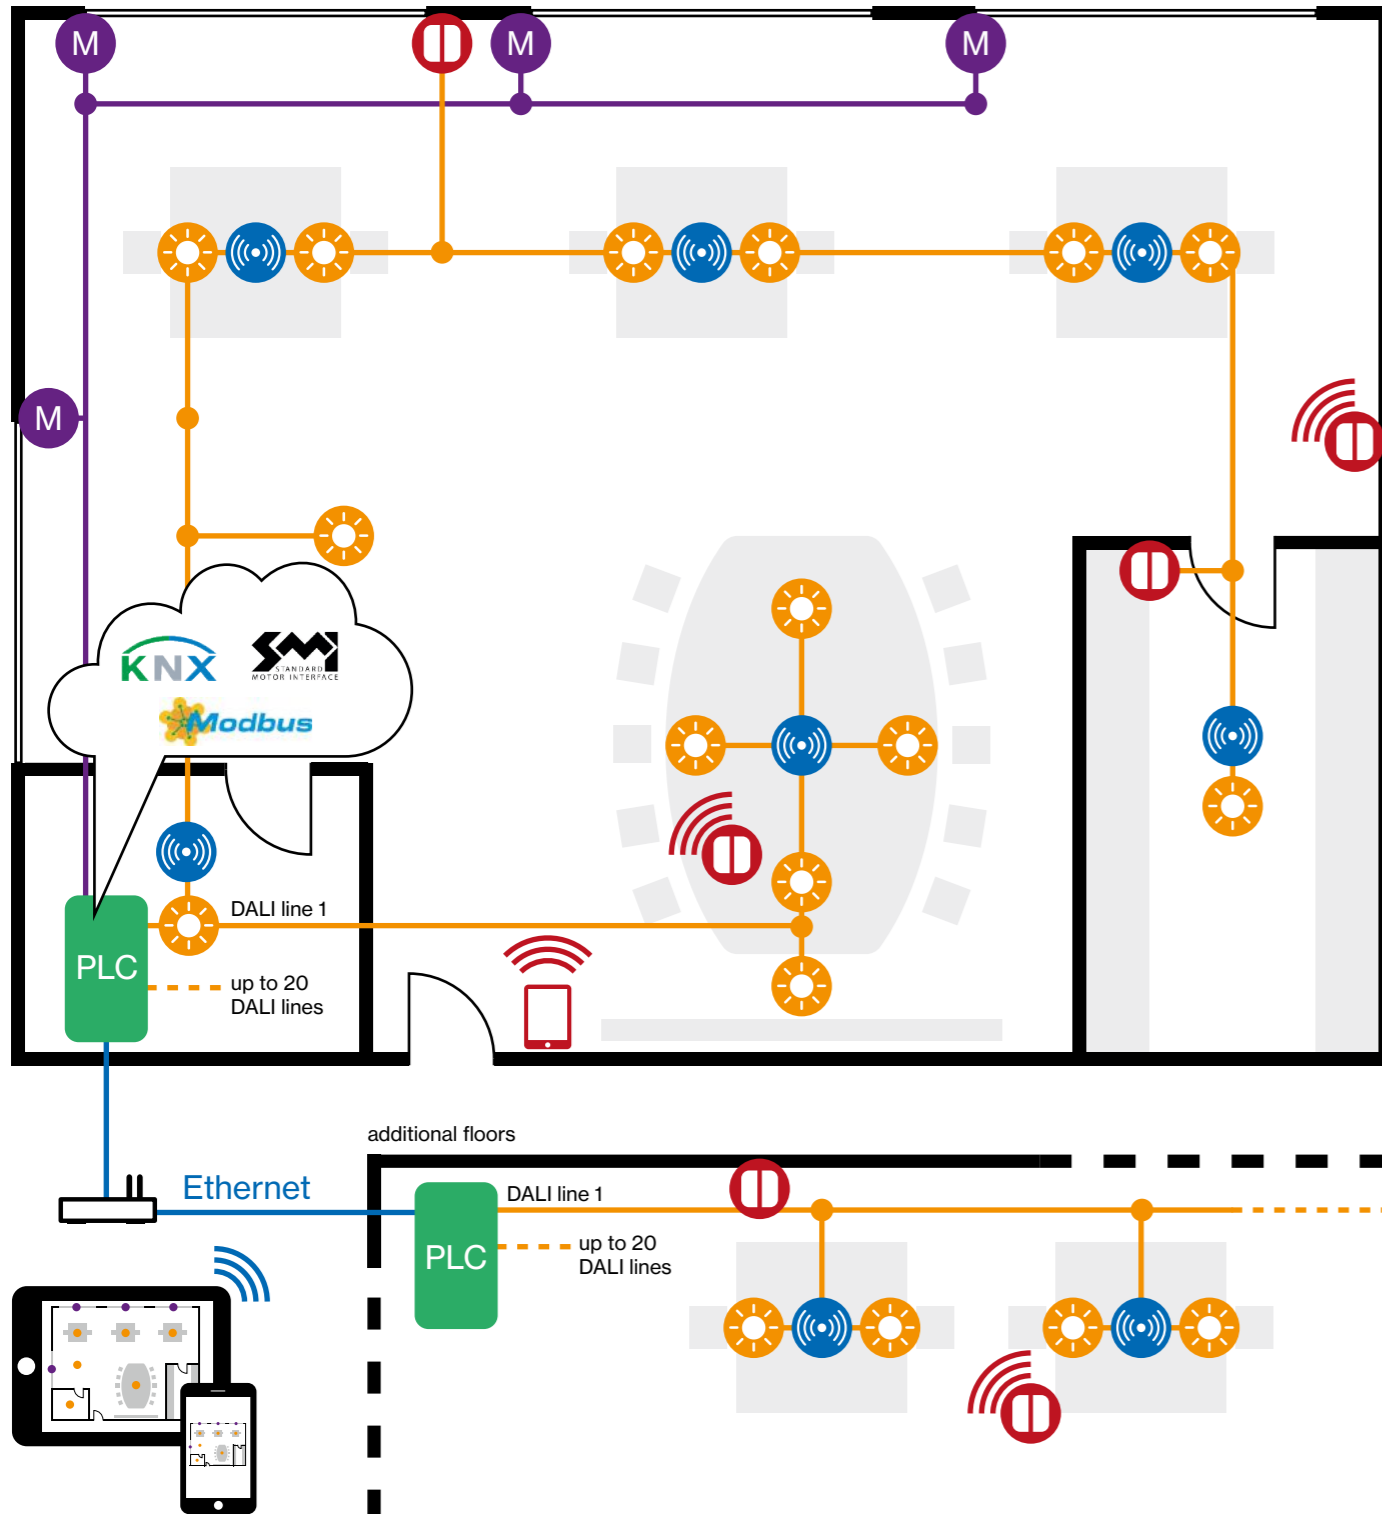 M
M
M
M
KNX
SMI
STANDARD
MOTOR INTERFACE
Modbus
DALI line 1
PLC
up to 20
DALI lines
additional floors
Ethernet
DALI line 1
PLC
up to 20
DALI lines